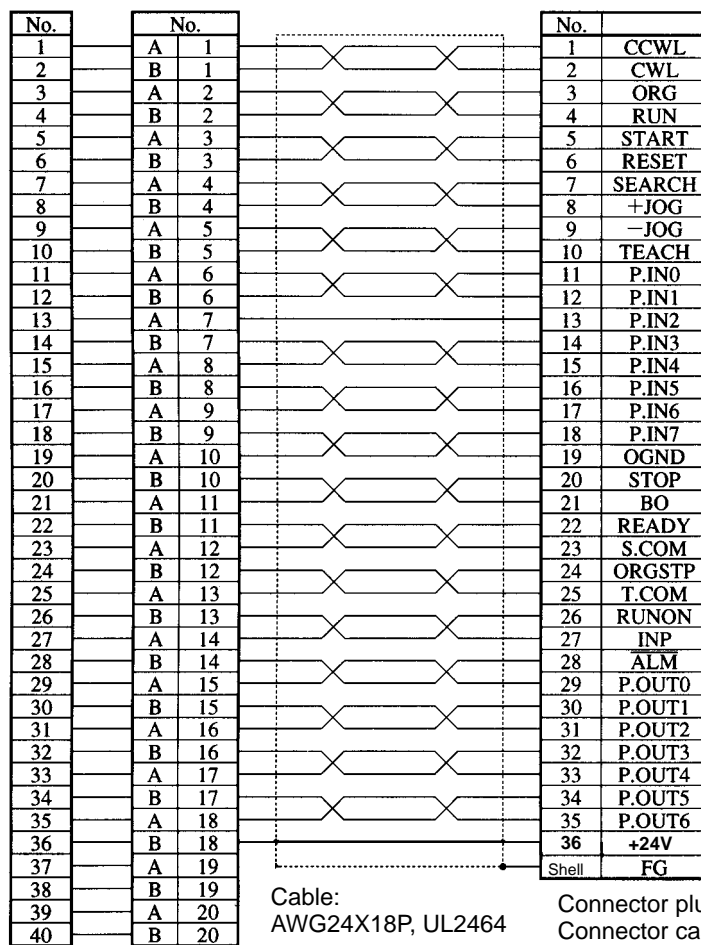 No. No. No.
1 A 1 1 CCWL
2 B 1 2 CWL
3 A 2 3 ORG
4 B 2 4 RUN
5 A 3 5 START
6 B 3 6 RESET
7 A 4 7 SEARCH
8 B 4 8 +JOG
9 A 5 9 −JOG
10 B 5 10 TEACH
11 A 6 11 P.IN0
12 B 6 12 P.IN1
13 A 7 13 P.IN2
14 B 7 14 P.IN3
15 A 8 15 P.IN4
16 B 8 16 P.IN5
17 A 9 17 P.IN6
18 B 9 18 P.IN7
19 A 10 19 OGND
20 B 10 20 STOP
21 A 11 21 BO
22 B 11 22 READY
23 A 12 23 S.COM
24 B 12 24 ORGSTP
25 A 13 25 T.COM
26 B 13 26 RUNON
27 A 14 27 INP
28 B 14 28 A̅L̅M̅
29 A 15 29 P.OUT0
30 B 15 30 P.OUT1
31 A 16 31 P.OUT2
32 B 16 32 P.OUT3
33 A 17 33 P.OUT4
34 B 17 34 P.OUT5
35 A 18 35 P.OUT6
36 B 18 36 +24V
37 A 19 Shell FG
38 B 19
39 A 20
40 B 20
Cable:
AWG24X18P, UL2464
Connector plu
Connector ca